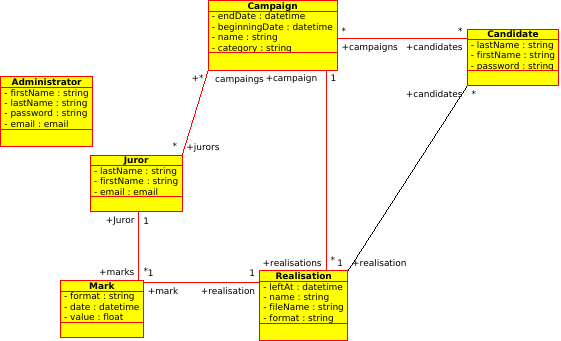 Campaign
- endDate : datetime
- beginningDate : datetime
- name : string
- category : string
* *
+campaigns +candidates
Candidate
- lastName : string
- firstName : string
- password : string
+* campaings +campaign 1
+candidates *
Administrator
- firstName : string
- lastName : string
- password : string
- email : email
* +jurors
Juror
- lastName : string
- firstName : string
- email : email
+Juror 1
+marks *1
+realisations * 1 +realisation
1
+mark +realisation
Mark
- format : string
- date : datetime
- value : float
Realisation
- leftAt : datetime
- name : string
- fileName : string
- format : string